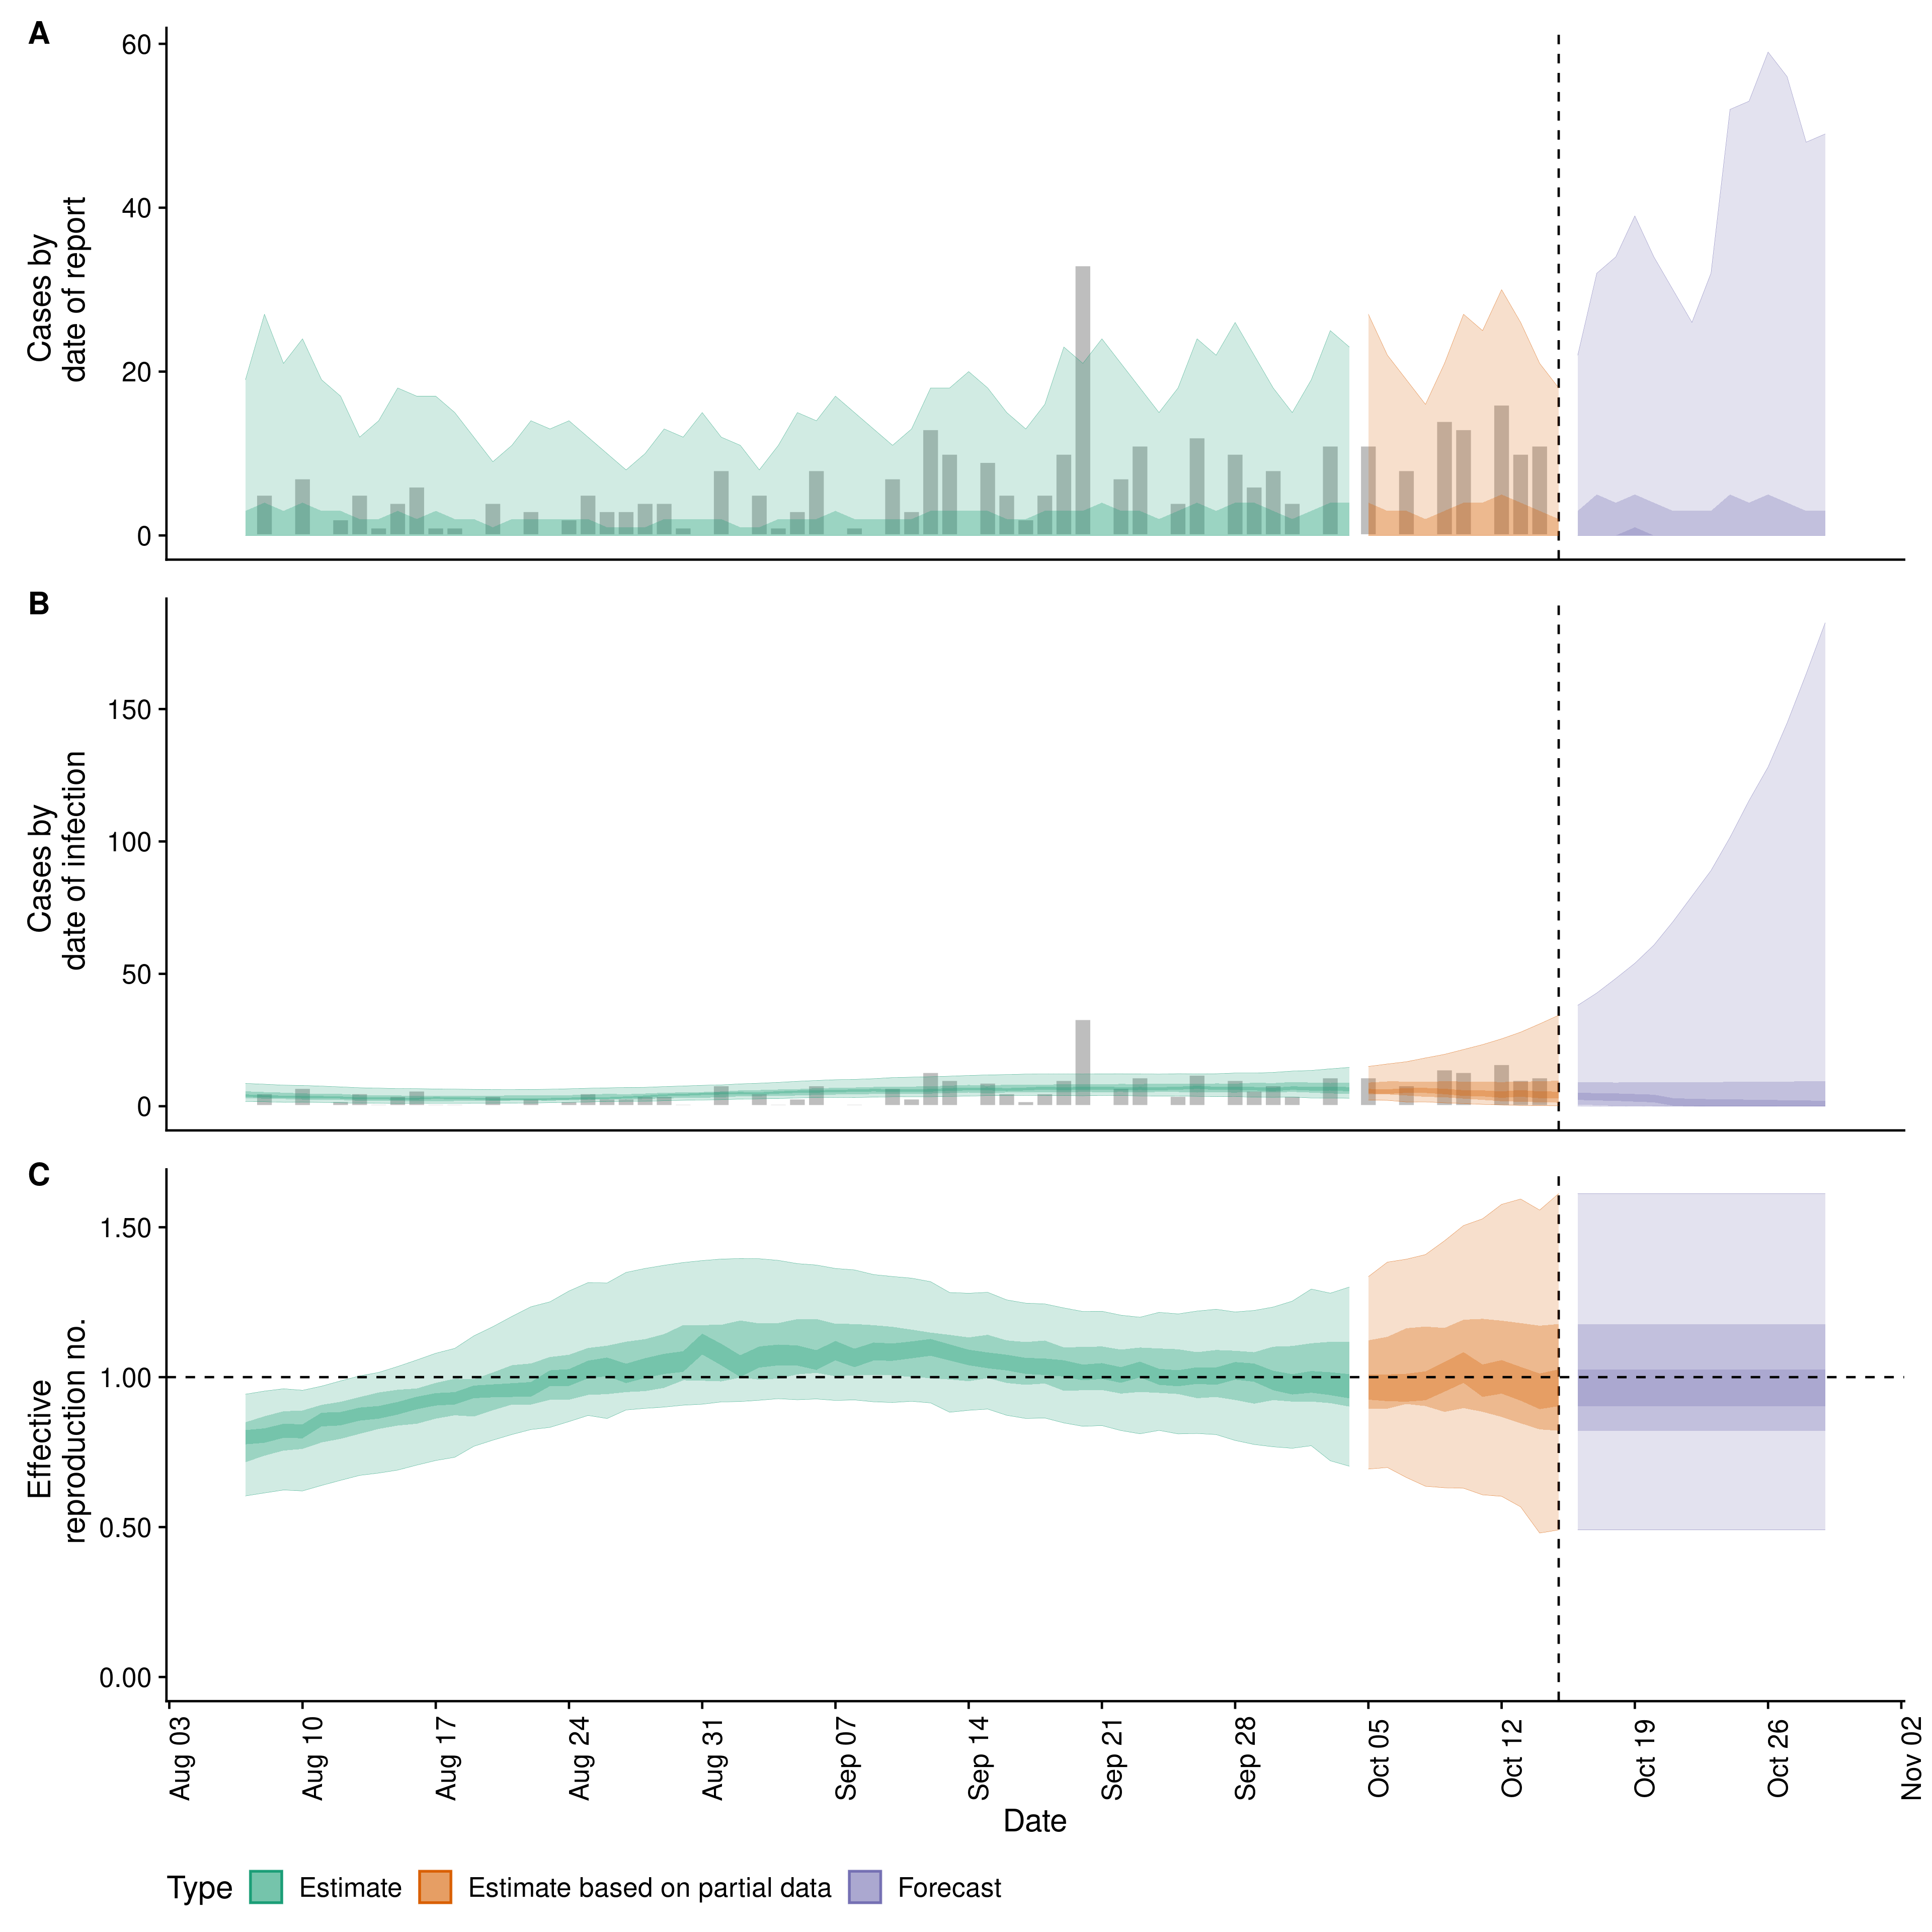 A
60
40
20
0
Cases by
date of report
B
150
100
50
0
Cases by
date of infection
C
1.50
1.00
0.50
0.00
Effective
reproduction no.
Aug 03
Aug 10
Aug 17
Aug 24
Aug 31
Sep 07
Sep 14
Sep 21
Sep 28
Oct 05
Oct 12
Oct 19
Oct 26
Nov 02
Date
Type Estimate Estimate based on partial data Forecast